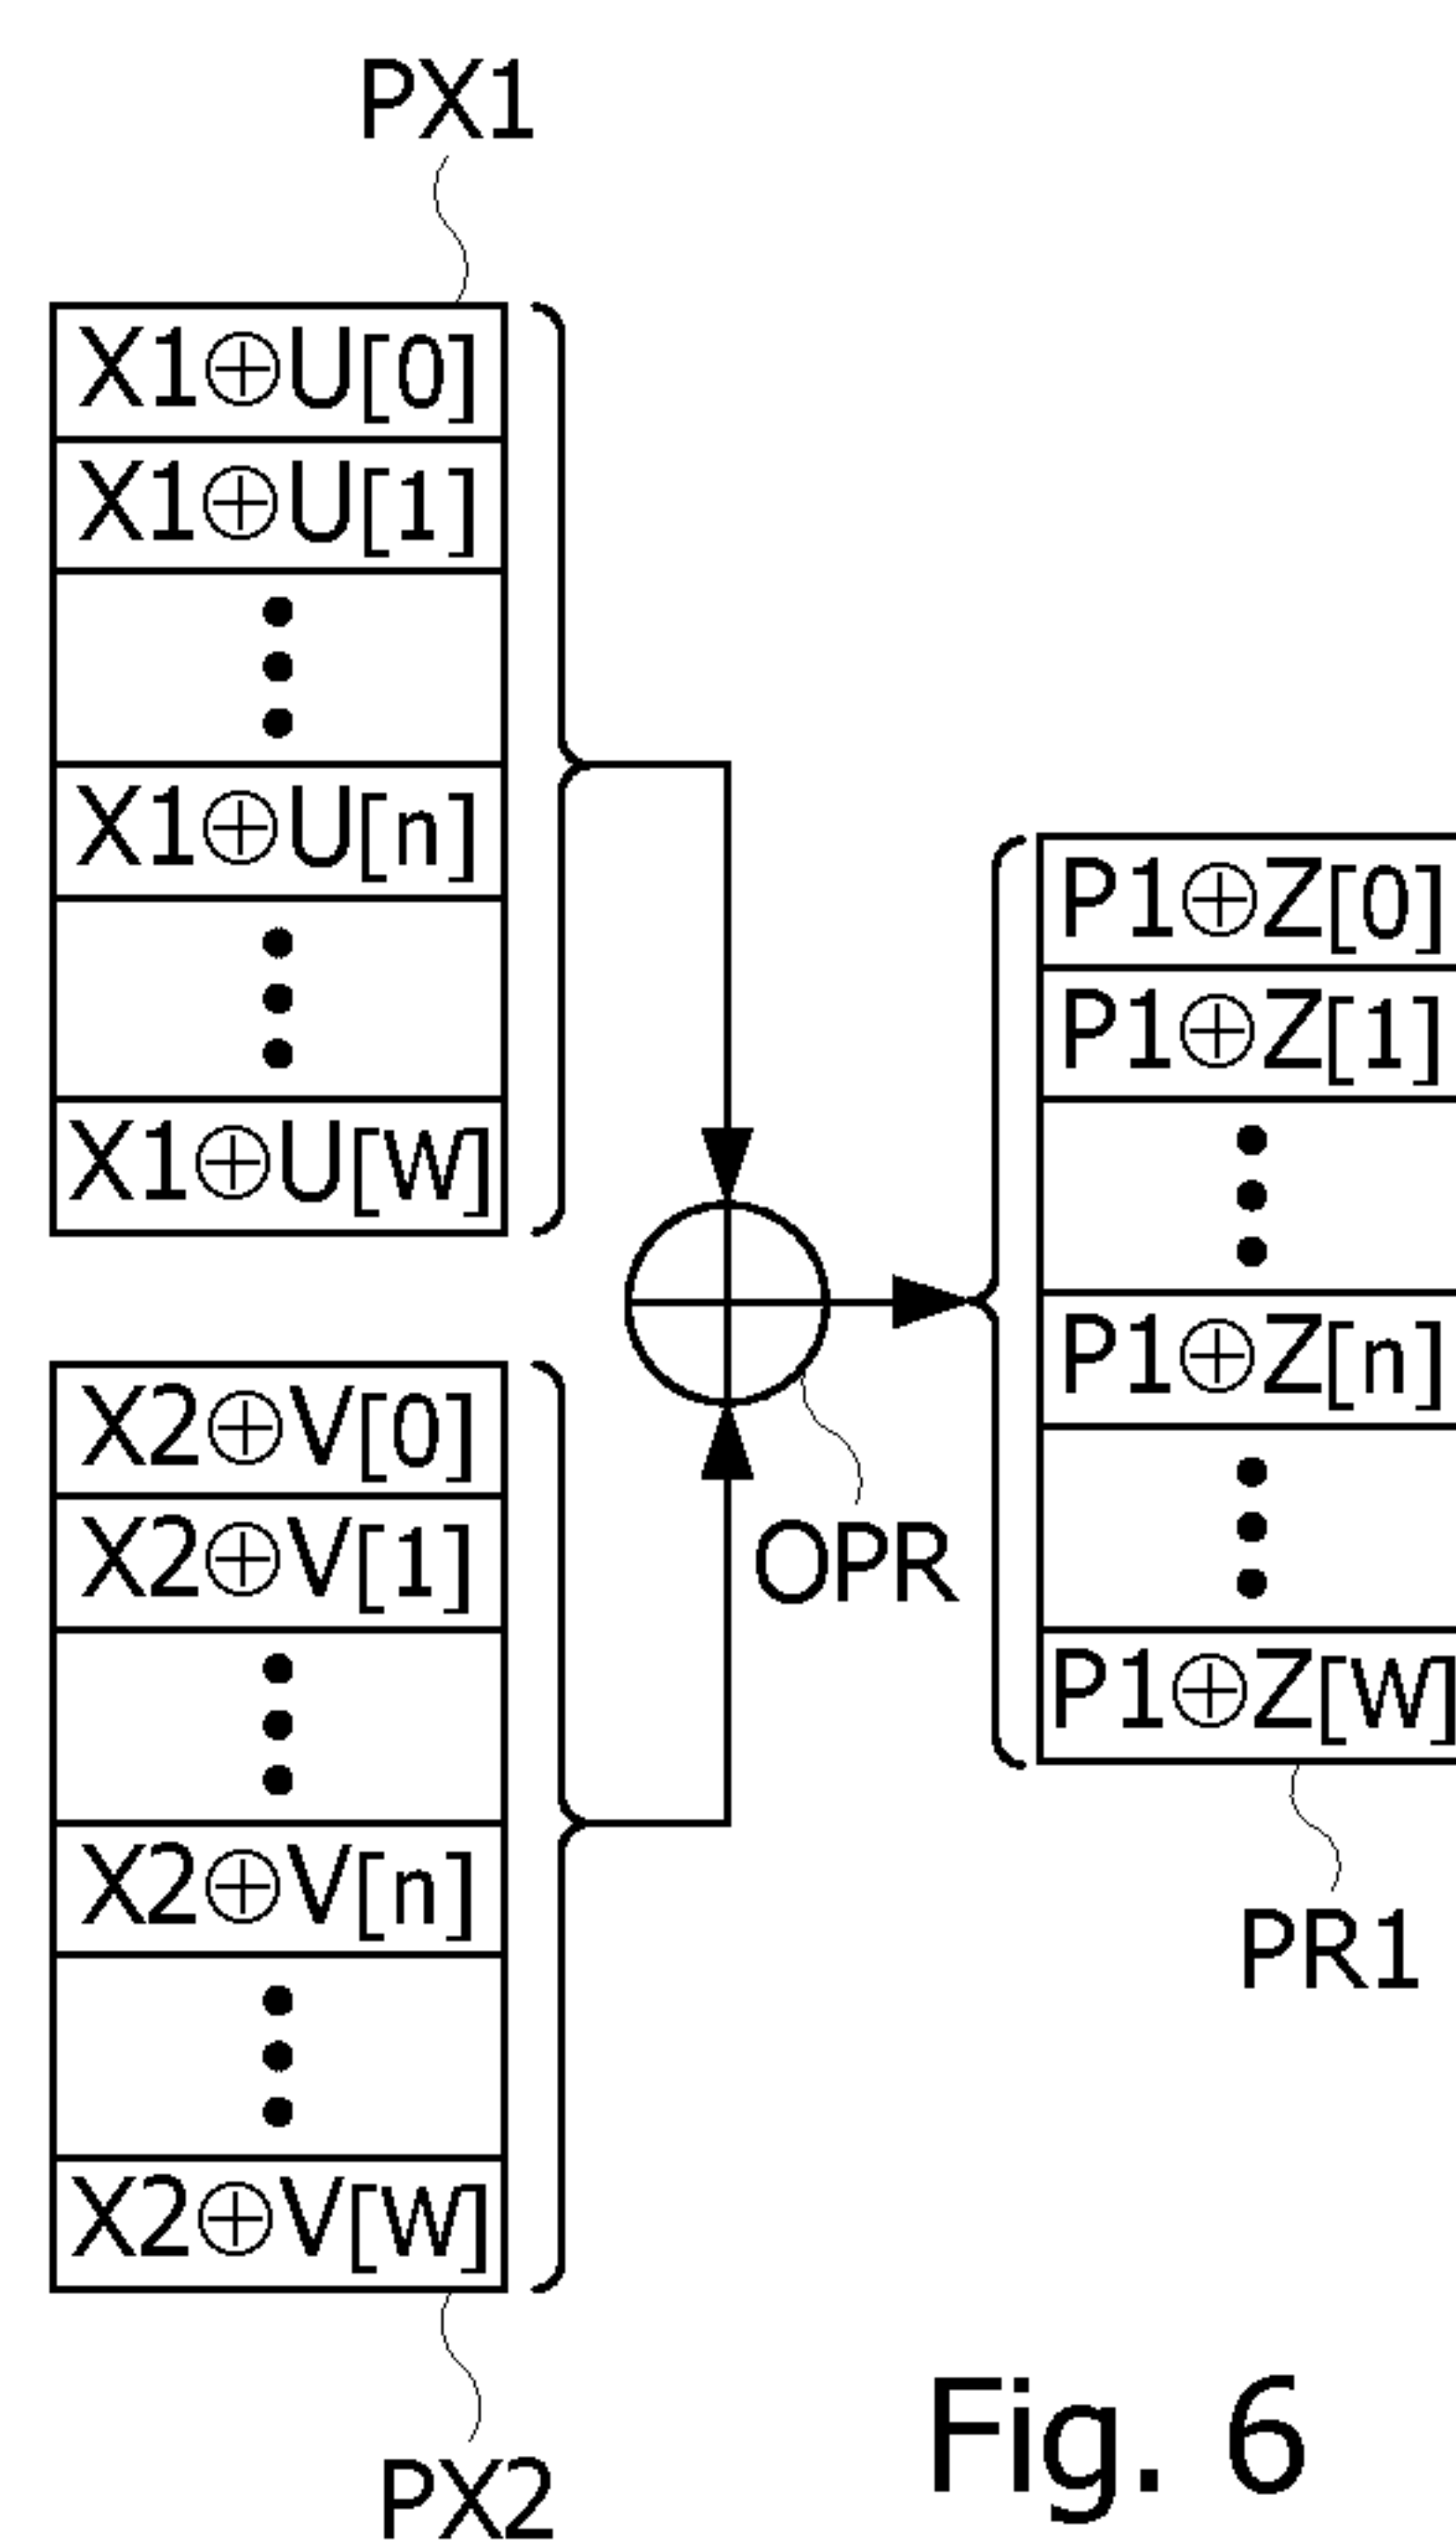 PX1
X1⊕U[0]
X1⊕U[1]
X1⊕U[n]
X1⊕U[W]
X2⊕V[0]
X2⊕V[1]
X2⊕V[n]
X2⊕V[W]
PX2
OPR
P1⊕Z[0]
P1⊕Z[1]
P1⊕Z[n]
P1⊕Z[W]
PR1
Fig. 6